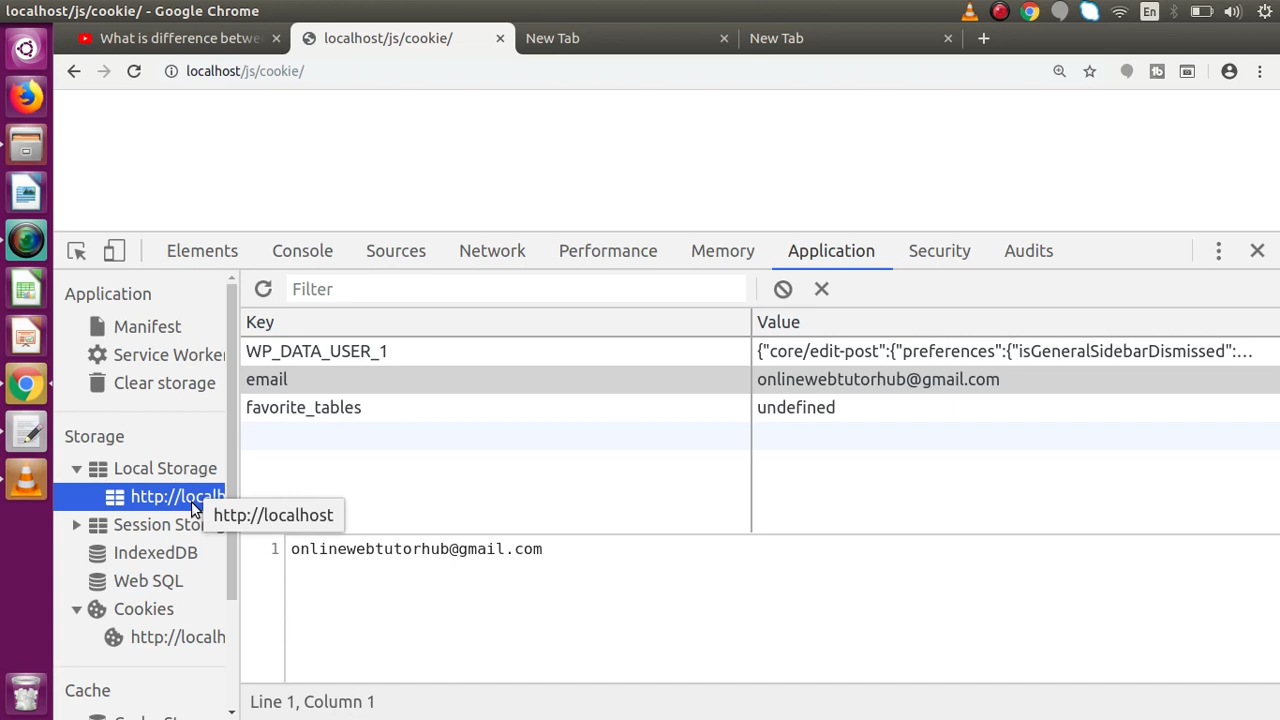 localhost/js/cookie/ - Google Chrome
En
What is difference betwe
localhost/js/cookie/
New Tab
New Tab
localhost/js/cookie/
Elements
Console
Sources
Network
Performance
Memory
Application
Security
Audits
Application
Manifest
Service Worker
Clear storage
Storage
Local Storage
http://localh
http://localhost
Session Storag
IndexedDB
Web SQL
Cookies
http://localh
Cache
Filter
Key
Value
WP_DATA_USER_1
{"core/edit-post":{"preferences":{"isGeneralSidebarDismissed":...
email
onlinewebtutorhub@gmail.com
favorite_tables
undefined
1
onlinewebtutorhub@gmail.com
Line 1, Column 1